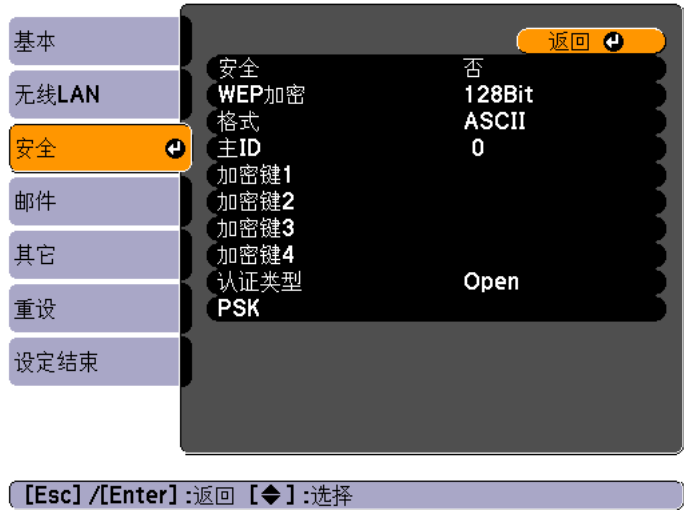 基本
无线LAN
安全
邮件
其它
重设
设定结束
返回
安全 否
WEP加密 128Bit
格式 ASCII
主ID 0
加密键1
加密键2
加密键3
加密键4
认证类型 Open
PSK
[Esc] /[Enter] :返回 [◆] :选择